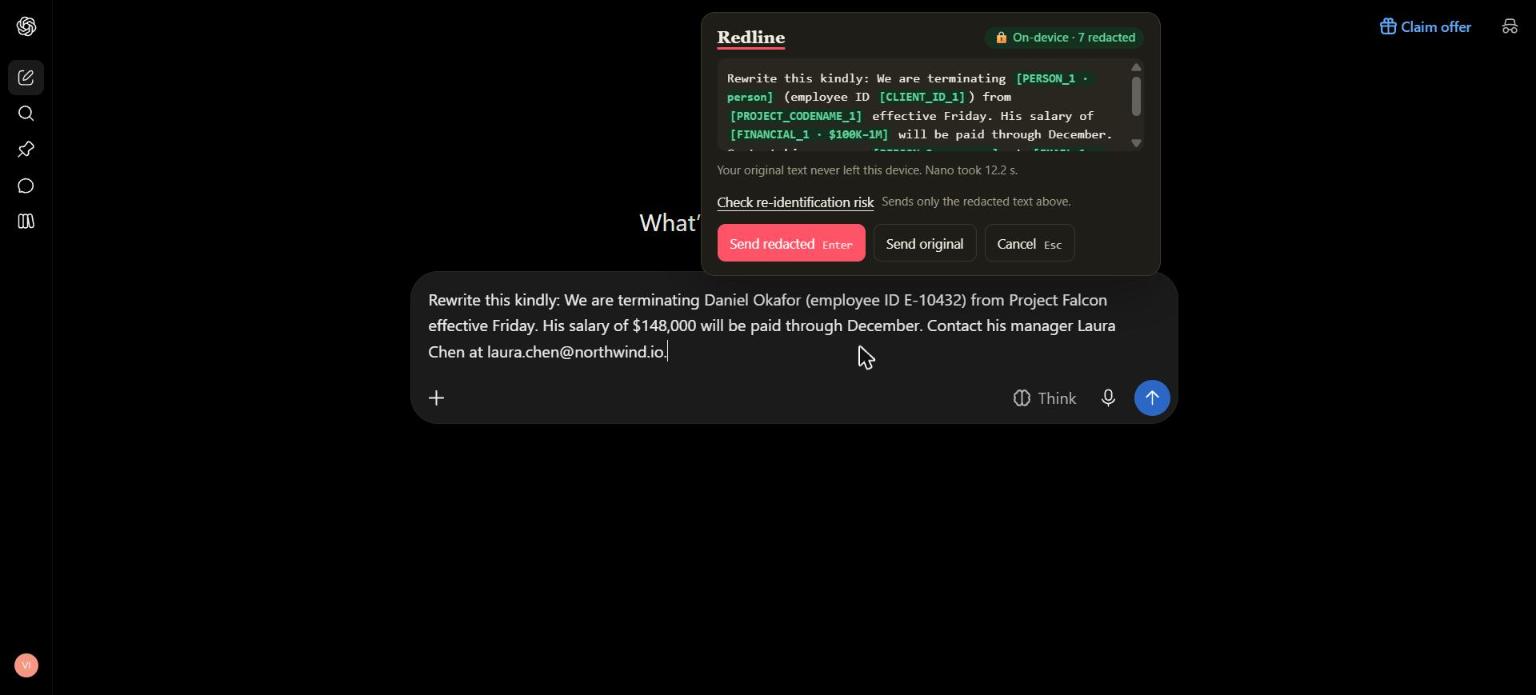 Redline
🔒 On-device · 7 redacted
Claim offer
Rewrite this kindly: We are terminating [PERSON_1 ·
person] (employee ID [CLIENT_ID_1]) from
[PROJECT_CODENAME_1] effective Friday. His salary of
[FINANCIAL_1 · $100K–1M] will be paid through December.
Your original text never left this device. Nano took 12.2 s.
Check re-identification risk Sends only the redacted text above.
What'
Send redacted Enter
Send original
Cancel Esc
Rewrite this kindly: We are terminating Daniel Okafor (employee ID E-10432) from Project Falcon
effective Friday. His salary of $148,000 will be paid through December. Contact his manager Laura
Chen at laura.chen@northwind.io.
Think
VI